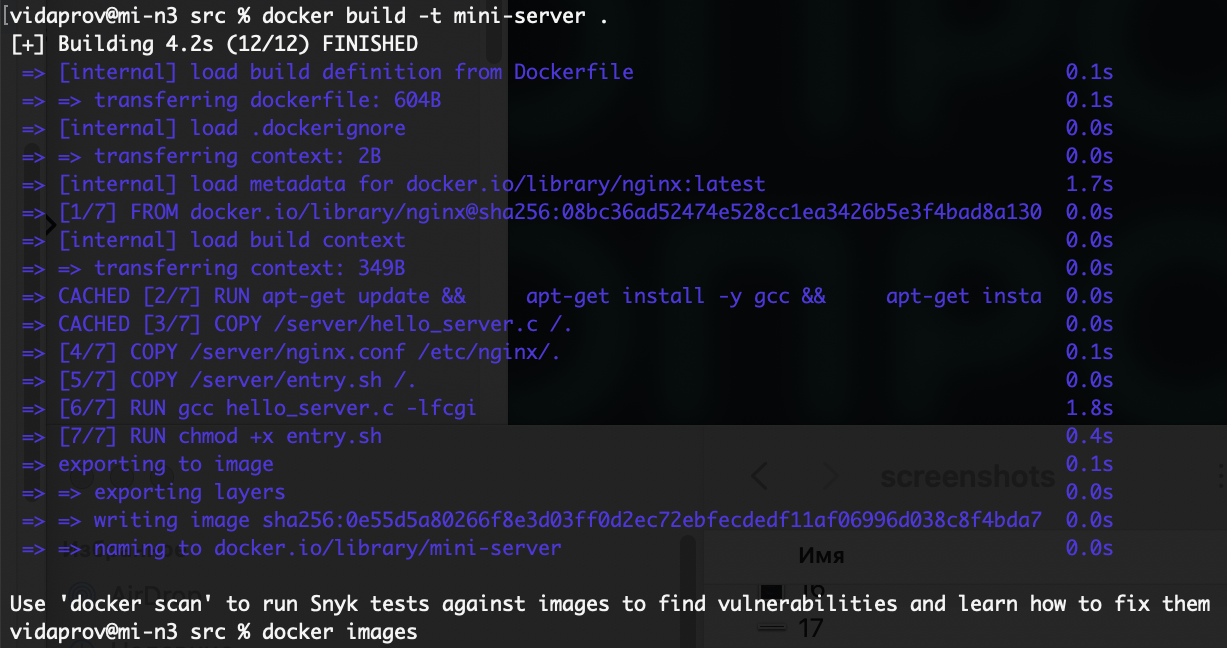 [vidaprov@mi-n3 src % docker build -t mini-server .
[+] Building 4.2s (12/12) FINISHED
=> [internal] load build definition from Dockerfile 0.1s
=> => transferring dockerfile: 604B 0.1s
=> [internal] load .dockerignore 0.0s
=> => transferring context: 2B 0.0s
=> [internal] load metadata for docker.io/library/nginx:latest 1.7s
=> [1/7] FROM docker.io/library/nginx@sha256:08bc36ad52474e528cc1ea3426b5e3f4bad8a130 0.0s
=> [internal] load build context 0.0s
=> => transferring context: 349B 0.0s
=> CACHED [2/7] RUN apt-get update &&     apt-get install -y gcc &&     apt-get insta 0.0s
=> CACHED [3/7] COPY /server/hello_server.c /. 0.0s
=> [4/7] COPY /server/nginx.conf /etc/nginx/. 0.1s
=> [5/7] COPY /server/entry.sh /. 0.0s
=> [6/7] RUN gcc hello_server.c -lfcgi 1.8s
=> [7/7] RUN chmod +x entry.sh 0.4s
=> exporting to image 0.1s
screenshots
=> => exporting layers 0.0s
=> => writing image sha256:0e55d5a80266f8e3d03ff0d2ec72ebfecdedf11af06996d038c8f4bda7 0.0s
=> => naming to docker.io/library/mini-server 0.0s
Имя
AirDrop
16
Use 'docker scan' to run Snyk tests against images to find vulnerabilities and learn how to fix them
vidaprov@mi-n3 src % docker images
17